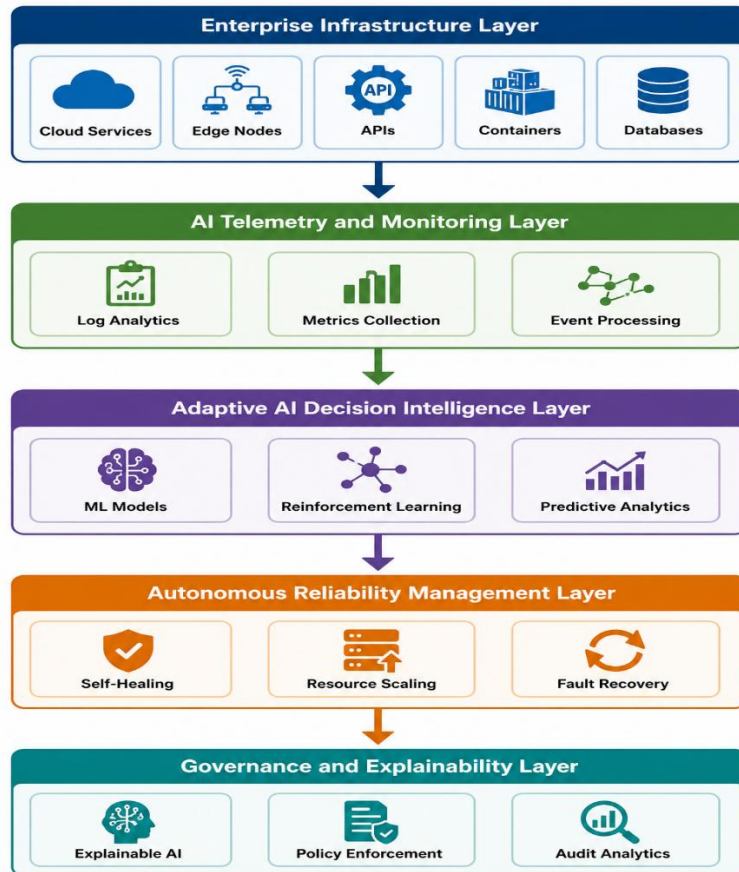 Enterprise Infrastructure Layer
API
Cloud Services
Edge Nodes
APIs
Containers
Databases
AI Telemetry and Monitoring Layer
Log Analytics
Metrics Collection
Event Processing
Adaptive AI Decision Intelligence Layer
ML Models
Reinforcement Learning
Predictive Analytics
Autonomous Reliability Management Layer
Self-Healing
Resource Scaling
Fault Recovery
Governance and Explainability Layer
Explainable AI
Policy Enforcement
Audit Analytics